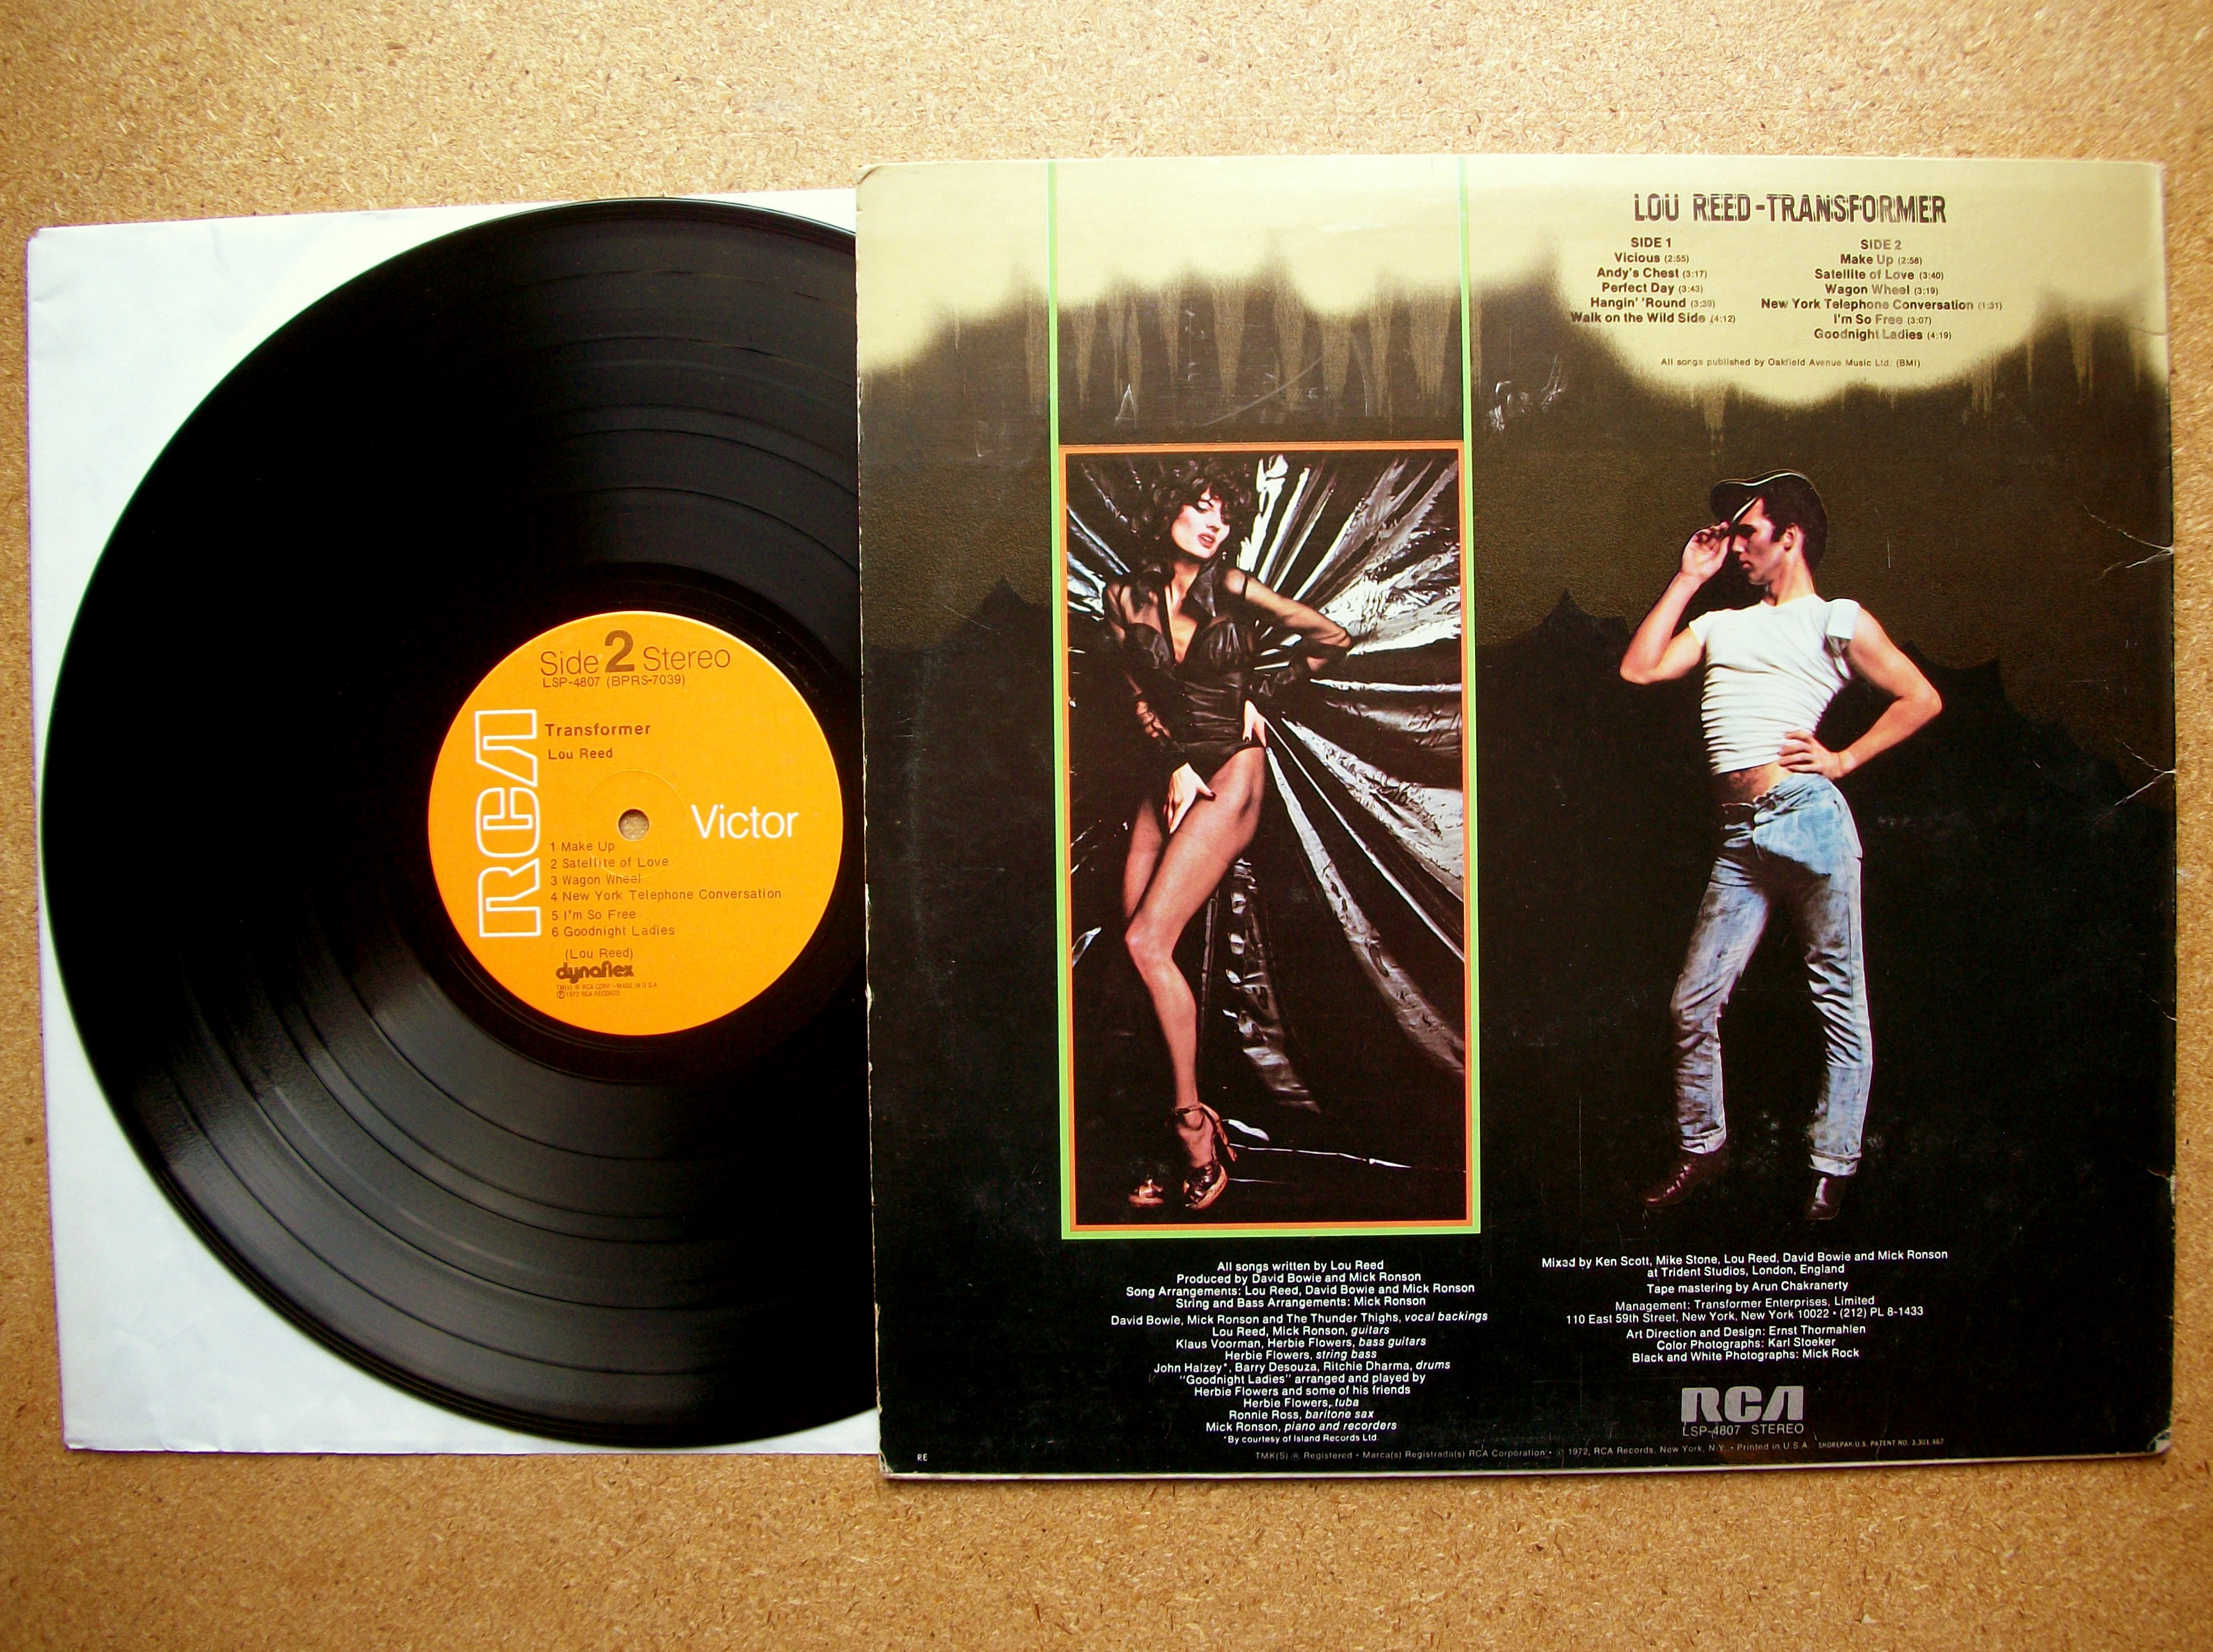 Side 2 Stereo
LSP-4807 (BPRS-7039)
RCA
Transformer
Lou Reed
Victor
1 Make Up
2 Satellite of Love
3 Wagon Wheel
4 New York Telephone Conversation
5 I'm So Free
6 Goodnight Ladies
(Lou Reed)
dynaflex
TM(s) ® RCA CORP.-MADE IN U.S.A.
℗ 1972 RCA RECORDS
LOU REED-TRANSFORMER
SIDE 1
Vicious (2:55)
Andy's Chest (3:17)
Perfect Day (3:43)
Hangin' 'Round (3:39)
Walk on the Wild Side (4:12)
SIDE 2
Make Up (2:58)
Satellite of Love (3:40)
Wagon Wheel (3:19)
New York Telephone Conversation (1:31)
I'm So Free (3:07)
Goodnight Ladies (4:19)
All songs published by Oakfield Avenue Music Ltd. (BMI)
All songs written by Lou Reed
Produced by David Bowie and Mick Ronson
Song Arrangements: Lou Reed, David Bowie and Mick Ronson
String and Bass Arrangements: Mick Ronson
David Bowie, Mick Ronson and The Thunder Thighs, vocal backings
Lou Reed, Mick Ronson, guitars
Klaus Voorman, Herbie Flowers, bass guitars
Herbie Flowers, string bass
John Halzey*, Barry Desouza, Ritchie Dharma, drums
"Goodnight Ladies" arranged and played by
Herbie Flowers and some of his friends
Herbie Flowers, tuba
Ronnie Ross, baritone sax
Mick Ronson, piano and recorders
*By courtesy of Island Records Ltd.
Mixed by Ken Scott, Mike Stone, Lou Reed, David Bowie and Mick Ronson
at Trident Studios, London, England
Tape mastering by Arun Chakranerty
Management: Transformer Enterprises, Limited
110 East 59th Street, New York, New York 10022 • (212) PL 8-1433
Art Direction and Design: Ernst Thormahlen
Color Photographs: Karl Stoeker
Black and White Photographs: Mick Rock
RCA
LSP-4807 STEREO
RE
TMK(S) ® Registered • Marca(s) Registrada(s) RCA Corporation • © 1972, RCA Records, New York, N.Y. • Printed in U.S.A. SHOREPAK-U.S. PATENT NO. 3,301,467